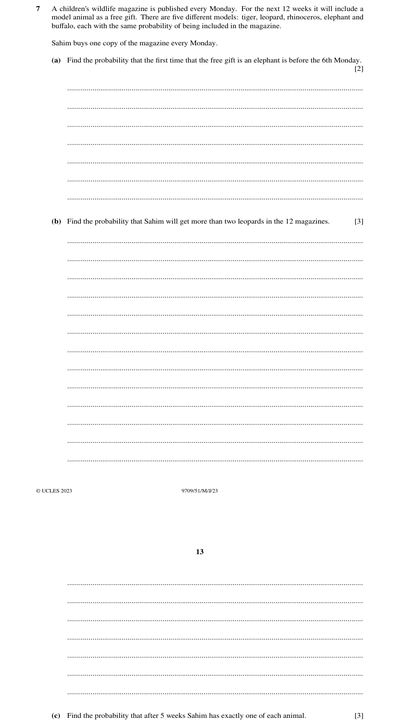 7 A children's wildlife magazine is published every Monday. For the next 12 weeks it will include a
model animal as a free gift. There are five different models: tiger, leopard, rhinoceros, elephant and
buffalo, each with the same probability of being included in the magazine.
Sahim buys one copy of the magazine every Monday.
(a) Find the probability that the first time that the free gift is an elephant is before the 6th Monday.
[2]
(b) Find the probability that Sahim will get more than two leopards in the 12 magazines. [3]
© UCLES 2023 9709/51/M/J/23
13
(c) Find the probability that after 5 weeks Sahim has exactly one of each animal. [3]